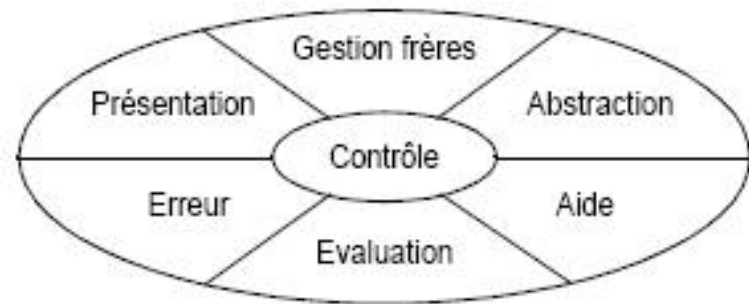 Gestion frères
Présentation
Abstraction
Contrôle
Erreur
Aide
Evaluation